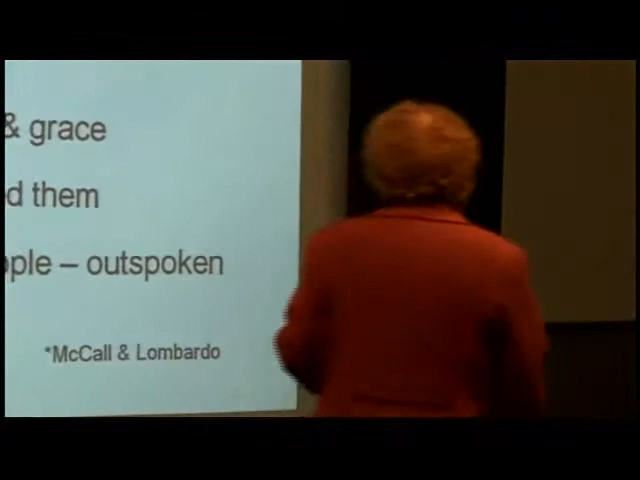 & grace
d them
ple – outspoken
*McCall & Lombardo